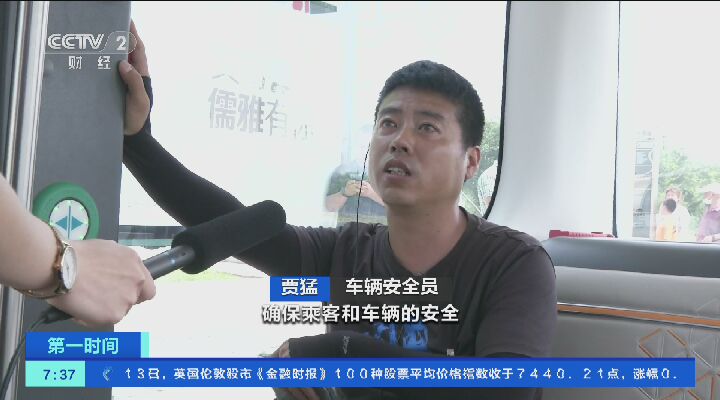 CCTV 2
财经
儒雅有
贾猛 车辆安全员
确保乘客和车辆的安全
第一时间
7:37 13日，英国伦敦股市《金融时报》100种股票平均价格指数收于7440.21点，涨幅0.